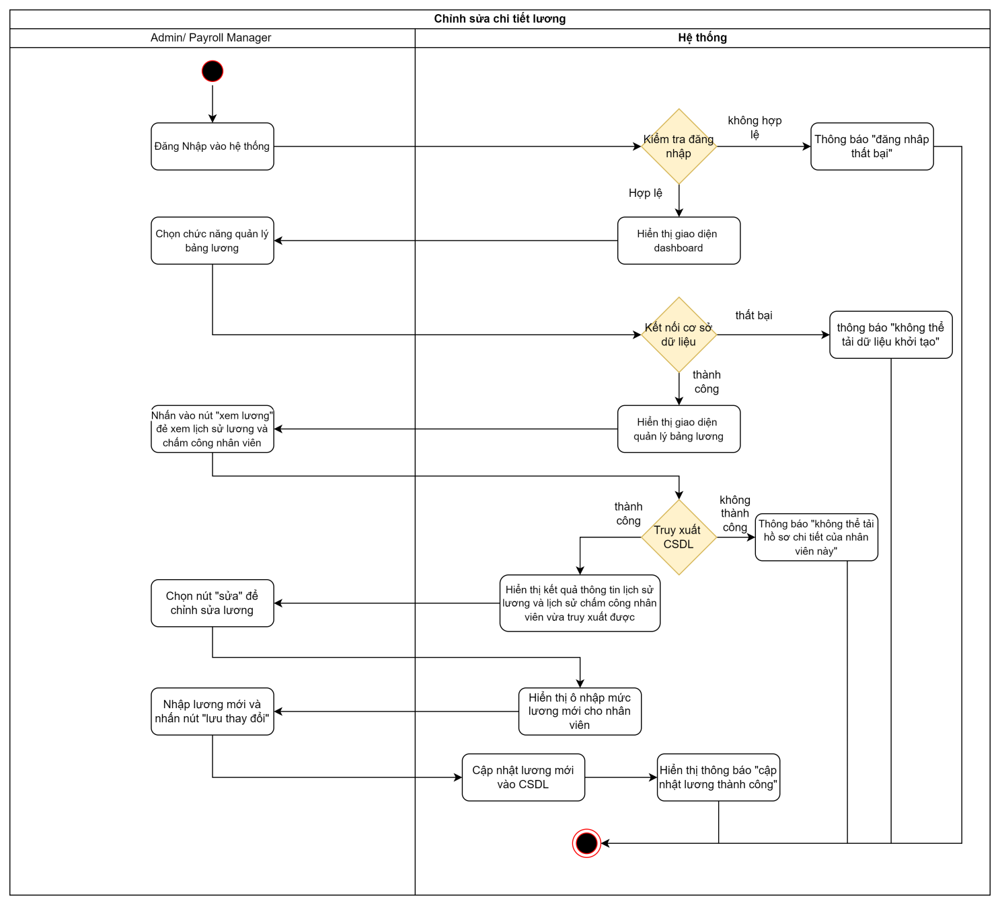 Chỉnh sửa chi tiết lương
Admin/ Payroll Manager
Hệ thống
Đăng Nhập vào hệ thống
Kiểm tra đăng
nhập
không hợp
lệ
Thông báo "đăng nhâp
thất bại"
Hợp lệ
Chọn chức năng quản lý
bảng lương
Hiển thị giao diện
dashboard
Kết nối cơ sở
dữ liệu
thất bại
thông báo "không thể
tải dữ liệu khởi tạo"
thành
công
Nhấn vào nút "xem lương"
đẻ xem lịch sử lương và
chấm công nhân viên
Hiển thị giao diện
quản lý bảng lương
thành
công
Truy xuất
CSDL
không
thành
công
Thông báo "không thể tải
hồ sơ chi tiết của nhân
viên này"
Chọn nút "sửa" để
chỉnh sửa lương
Hiển thị kết quả thông tin lịch sử
lương và lịch sử chấm công nhân
viên vừa truy xuất được
Nhập lương mới và
nhấn nút "lưu thay đổi"
Hiển thị ô nhập mức
lương mới cho nhân
viên
Cập nhật lương mới
vào CSDL
Hiển thị thông báo "cập
nhật lương thành công"